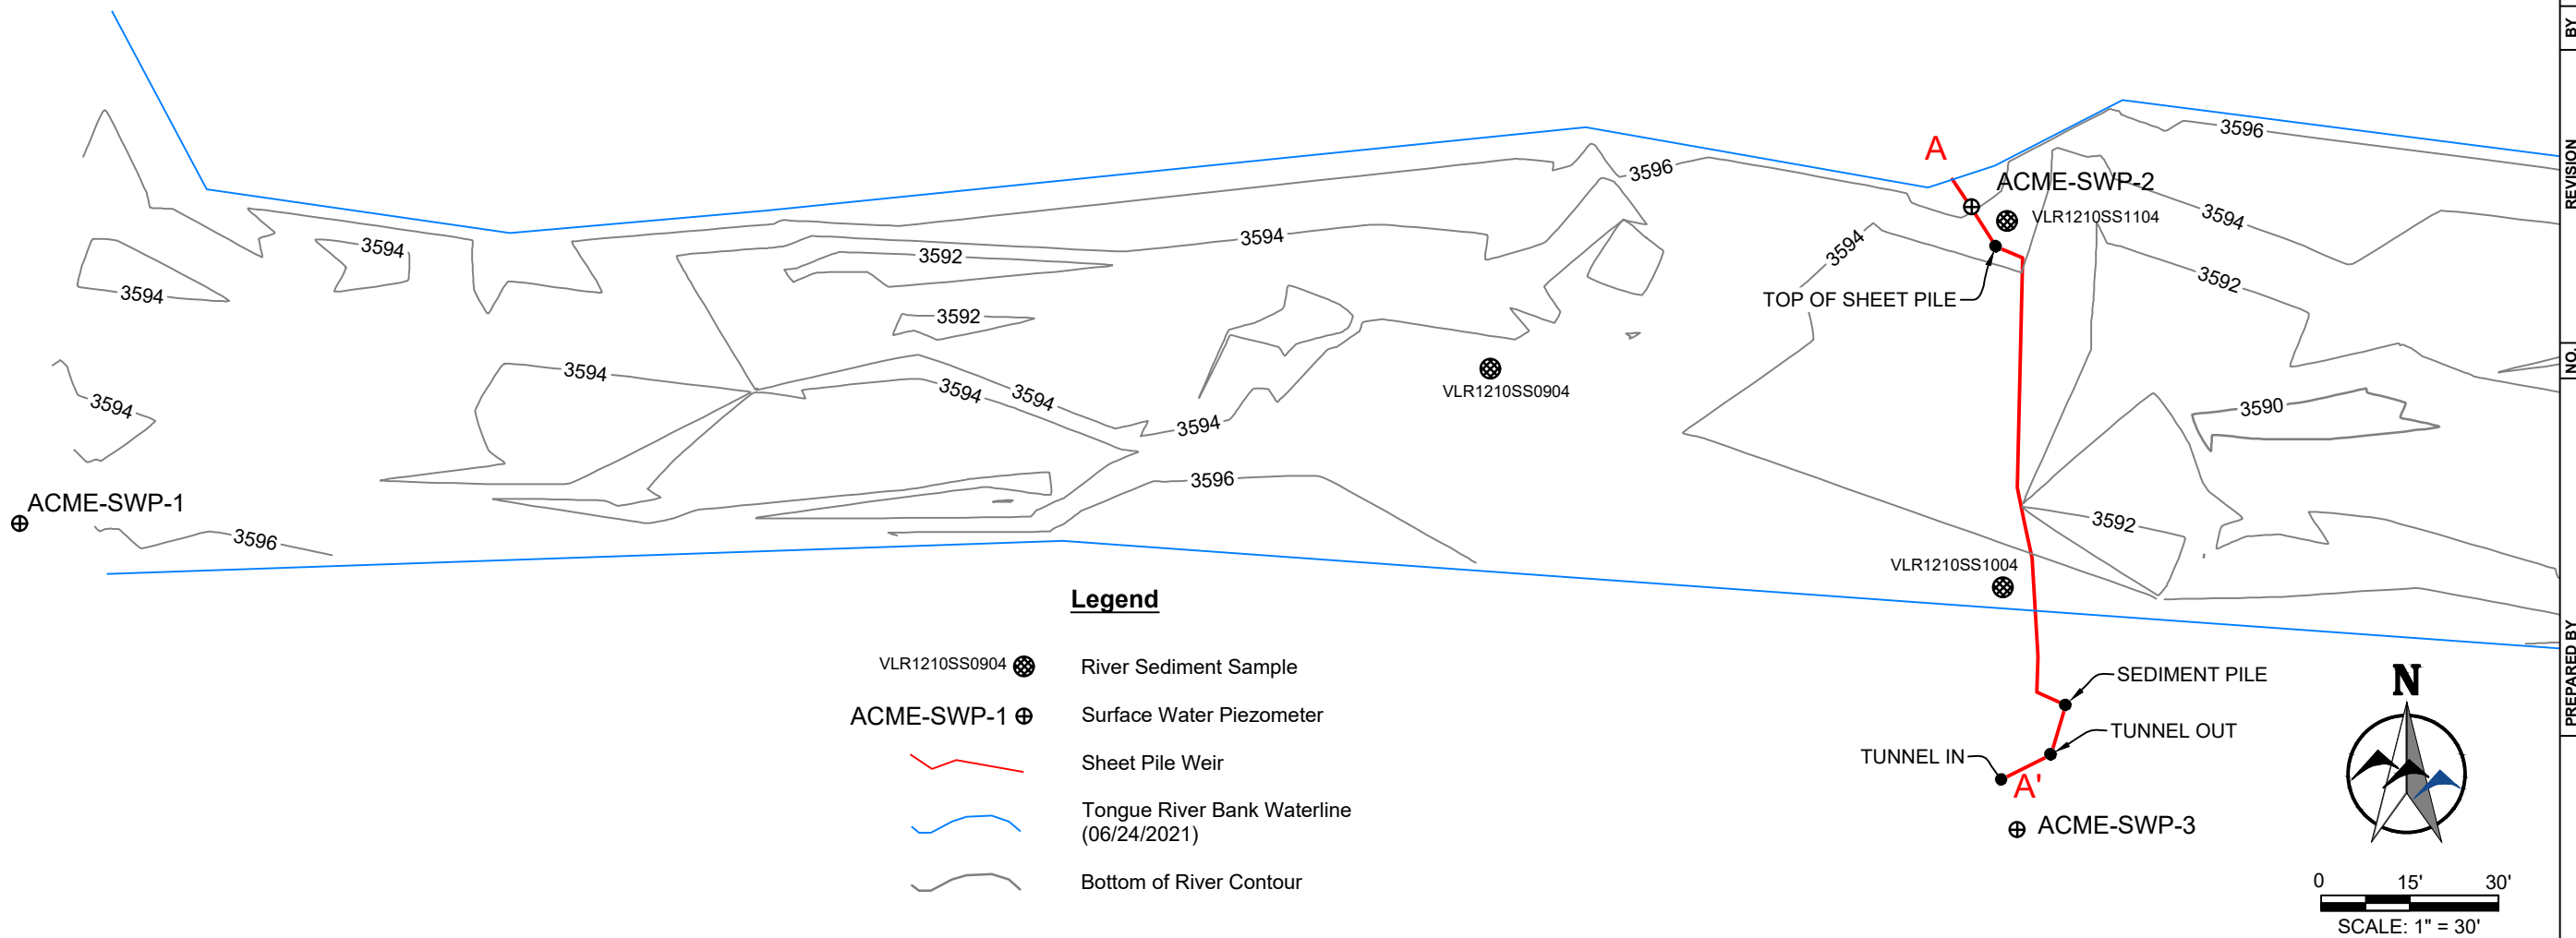 BY
REVISION
NO.
PREPARED BY
A
3596
3596
ACME-SWP-2
VLR1210SS1104
3594
3594
3594
3594
3592
3594
3592
3594
TOP OF SHEET PILE
3592
3594
3594
3594
3594
3594
VLR1210SS0904
3590
3596
ACME-SWP-1
3596
3592
VLR1210SS1004
Legend
VLR1210SS0904 River Sediment Sample
ACME-SWP-1 Surface Water Piezometer
Sheet Pile Weir
Tongue River Bank Waterline
(06/24/2021)
Bottom of River Contour
SEDIMENT PILE
TUNNEL OUT
TUNNEL IN
A'
ACME-SWP-3
N
0 15' 30'
SCALE: 1" = 30'